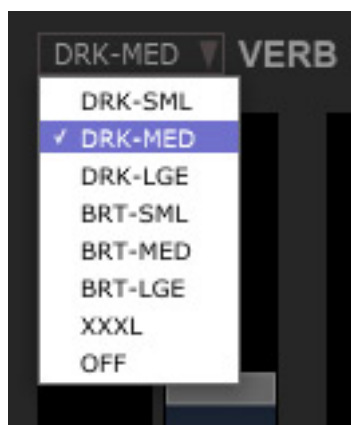 DRK-MED VERB
DRK-SML
✓ DRK-MED
DRK-LGE
BRT-SML
BRT-MED
BRT-LGE
XXXL
OFF